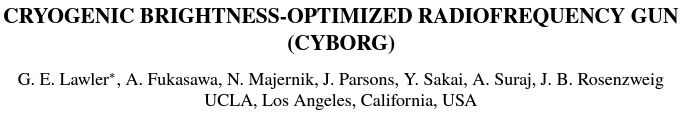 CRYOGENIC BRIGHTNESS-OPTIMIZED RADIOFREQUENCY GUN
(CYBORG)
G. E. Lawler*, A. Fukasawa, N. Majernik, J. Parsons, Y. Sakai, A. Suraj, J. B. Rosenzweig
UCLA, Los Angeles, California, USA